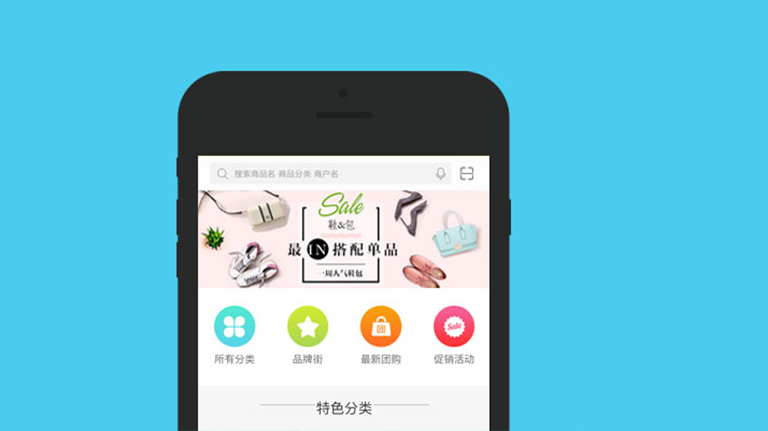 搜索商品名 商品分类 商户名
Sale
鞋&包
最IN搭配单品
一周人气鞋包
团
Sale
所有分类
品牌街
最新团购
促销活动
特色分类